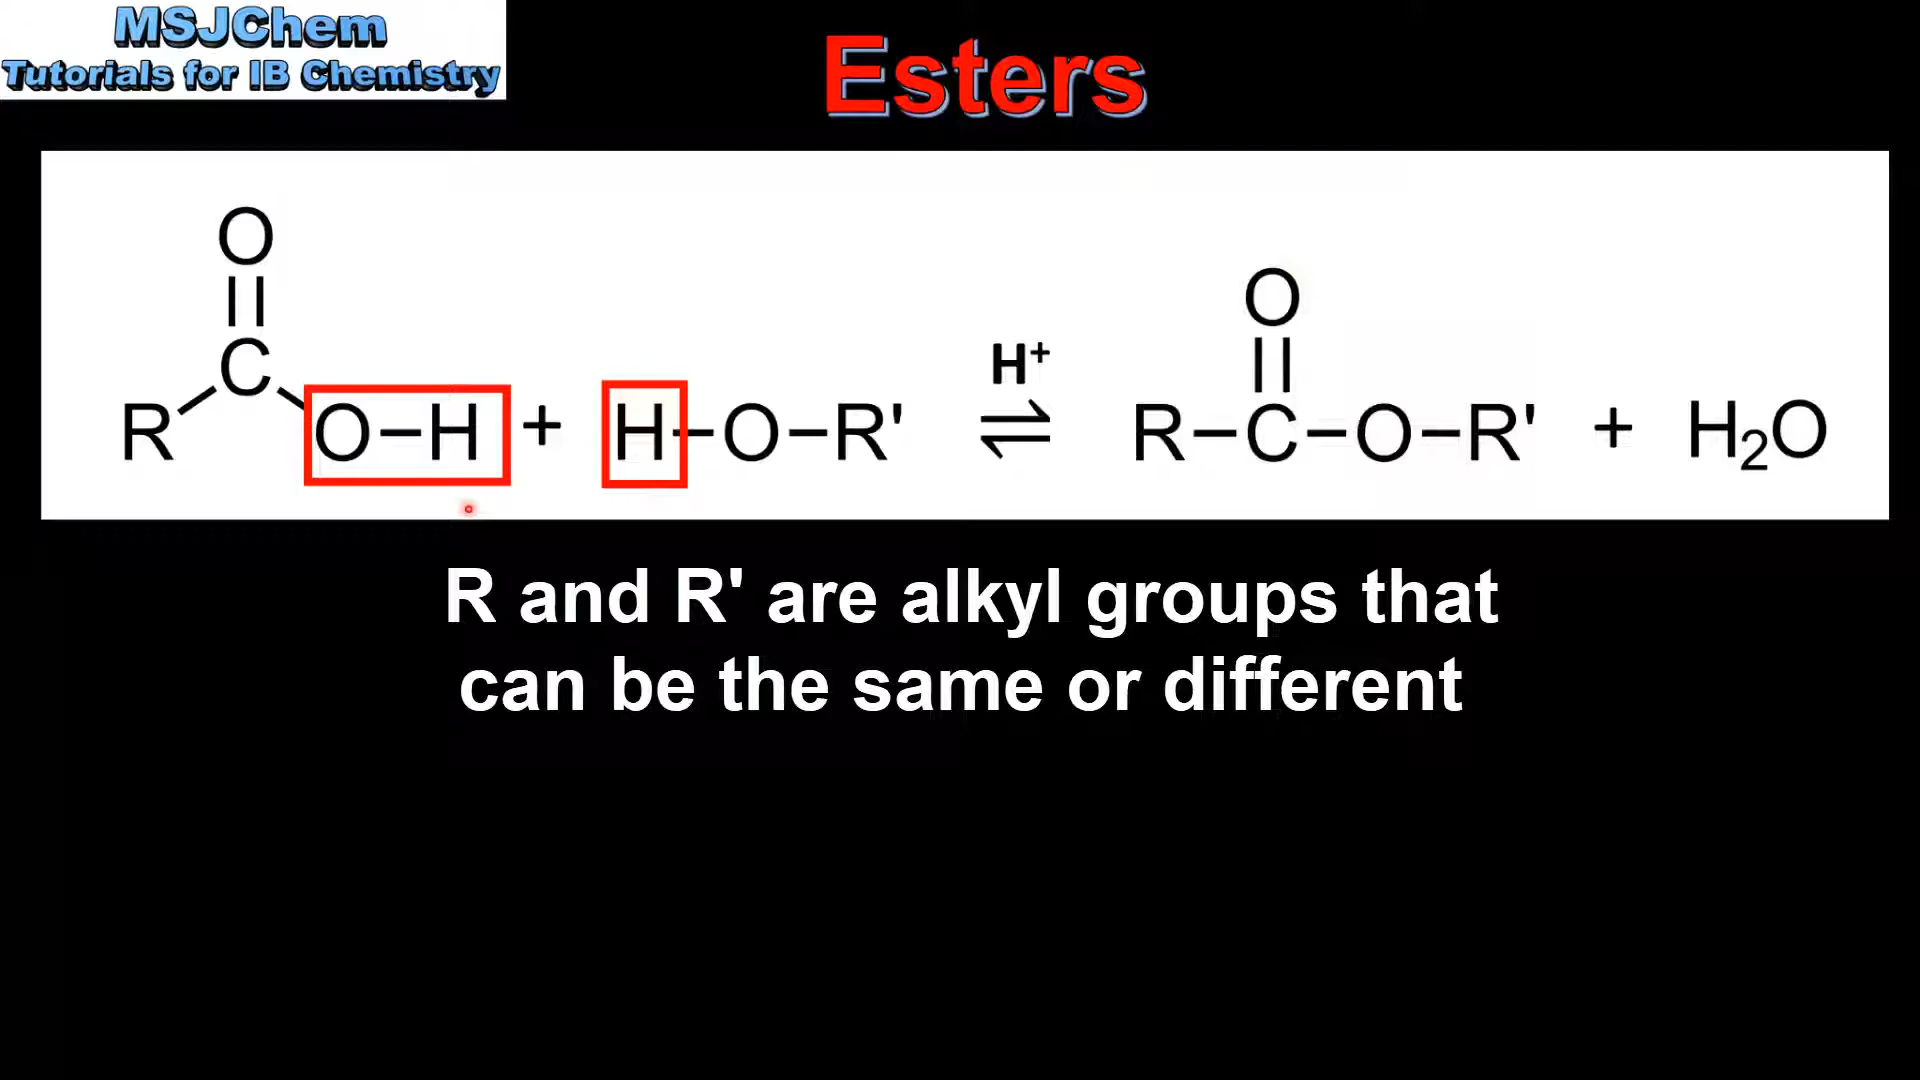 MSJChem
Tutorials for IB Chemistry
Esters
O
C
R O–H + H–O–R' ⇌ R–C–O–R' + H₂O
H⁺
O
R and R' are alkyl groups that
can be the same or different